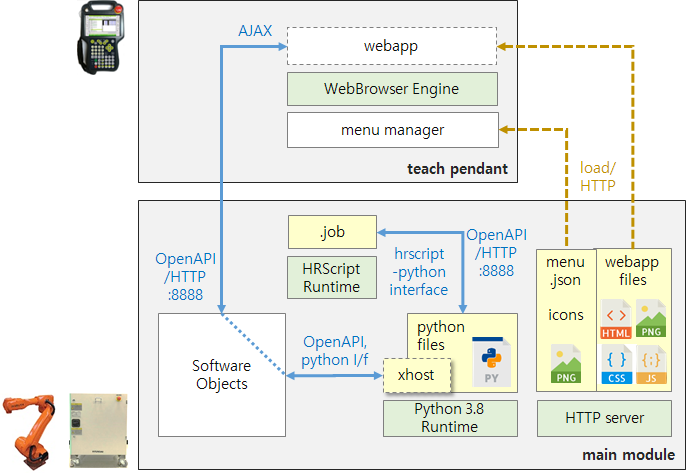 AJAX
webapp
WebBrowser Engine
menu manager
teach pendant
load/
HTTP
.job
HRScript
Runtime
OpenAPI
/HTTP
:8888
hrscript
-python
interface
OpenAPI
/HTTP
:8888
menu
.json
icons
PNG
webapp
files
HTML
PNG
CSS
JS
Software
Objects
OpenAPI,
python I/f
python
files
PY
xhost
Python 3.8
Runtime
HTTP server
main module